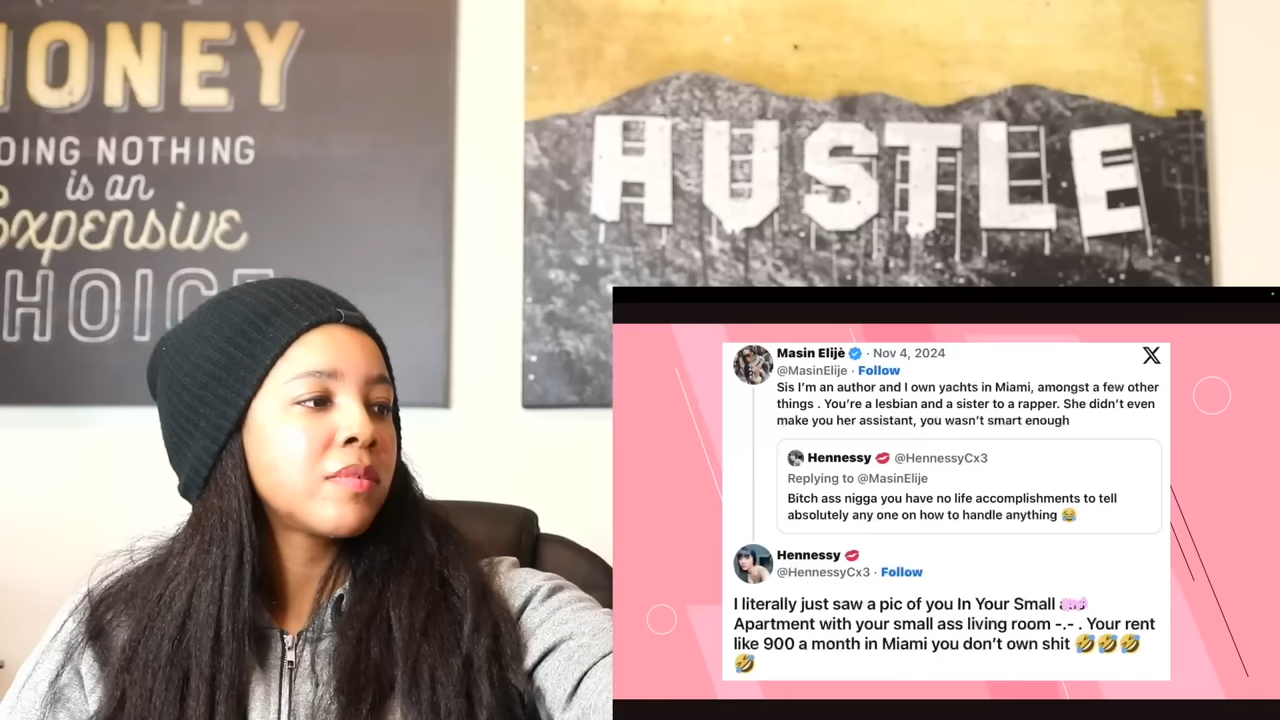 MONEY
OING NOTHING
is an
Expensive
CHOICE
HUSTLE
Masin Elijè · Nov 4, 2024
X
@MasinElije · Follow
Sis I’m an author and I own yachts in Miami, amongst a few other
things . You’re a lesbian and a sister to a rapper. She didn’t even
make you her assistant, you wasn’t smart enough
Hennessy 💋 @HennessyCx3
Replying to @MasinElije
Bitch ass nigga you have no life accomplishments to tell
absolutely any one on how to handle anything 😂
Hennessy 💋
@HennessyCx3 · Follow
I literally just saw a pic of you In Your Small
Apartment with your small ass living room -.- . Your rent
like 900 a month in Miami you don’t own shit 🤣🤣🤣
🤣